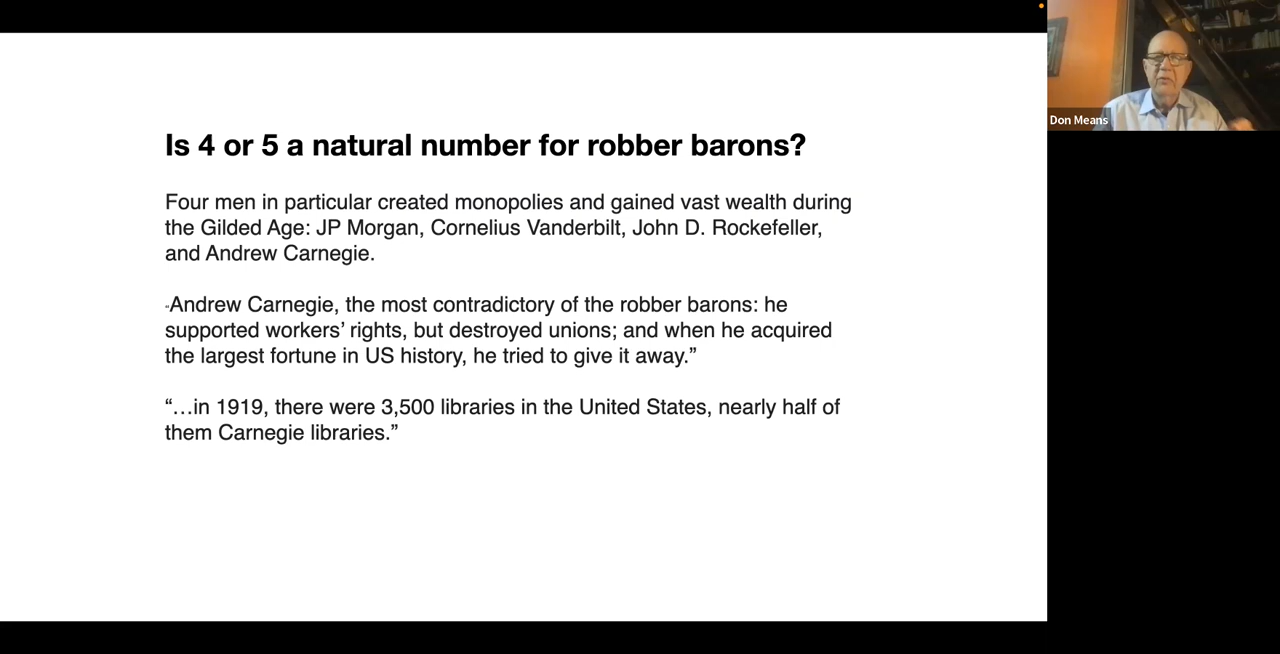 Is 4 or 5 a natural number for robber barons?
Four men in particular created monopolies and gained vast wealth during
the Gilded Age: JP Morgan, Cornelius Vanderbilt, John D. Rockefeller,
and Andrew Carnegie.
“Andrew Carnegie, the most contradictory of the robber barons: he
supported workers’ rights, but destroyed unions; and when he acquired
the largest fortune in US history, he tried to give it away.”
“…in 1919, there were 3,500 libraries in the United States, nearly half of
them Carnegie libraries.”
Don Means